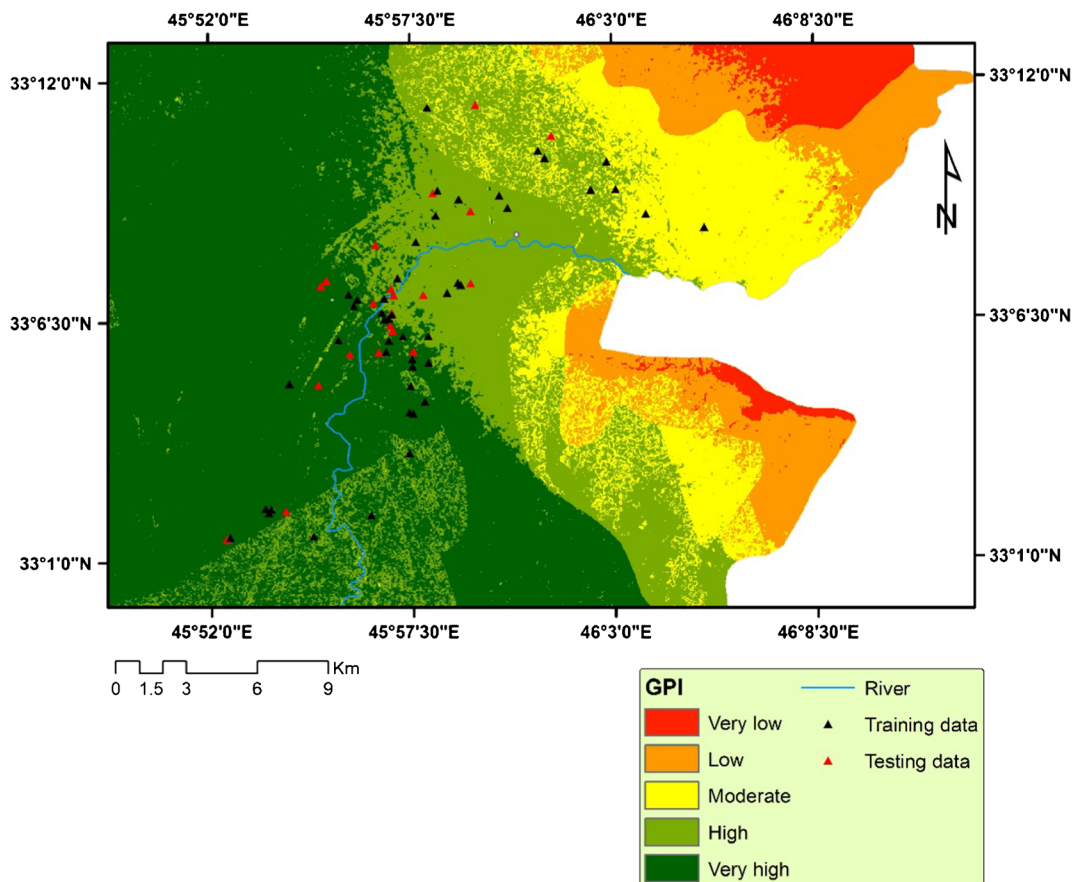 45°52'0"E 45°57'30"E 46°3'0"E 46°8'30"E
33°12'0"N 33°12'0"N
N
33°6'30"N 33°6'30"N
33°1'0"N 33°1'0"N
45°52'0"E 45°57'30"E 46°3'0"E 46°8'30"E
Km
0 1.5 3 6 9
GPI River
Very low Training data
Low Testing data
Moderate
High
Very high